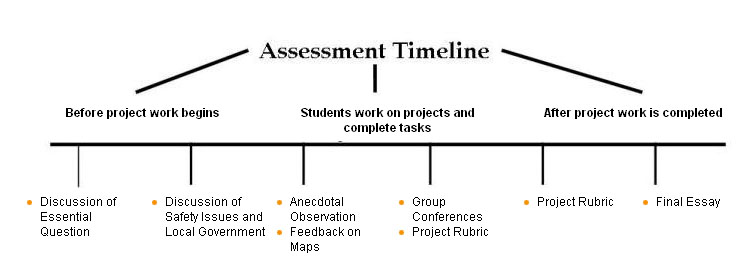 Assessment Timeline
Before project work begins
Students work on projects and
complete tasks
After project work is completed
Discussion of
Essential
Question
Discussion of
Safety Issues and
Local Government
Anecdotal
Observation
Feedback on
Maps
Group
Conferences
Project Rubric
Project Rubric
Final Essay